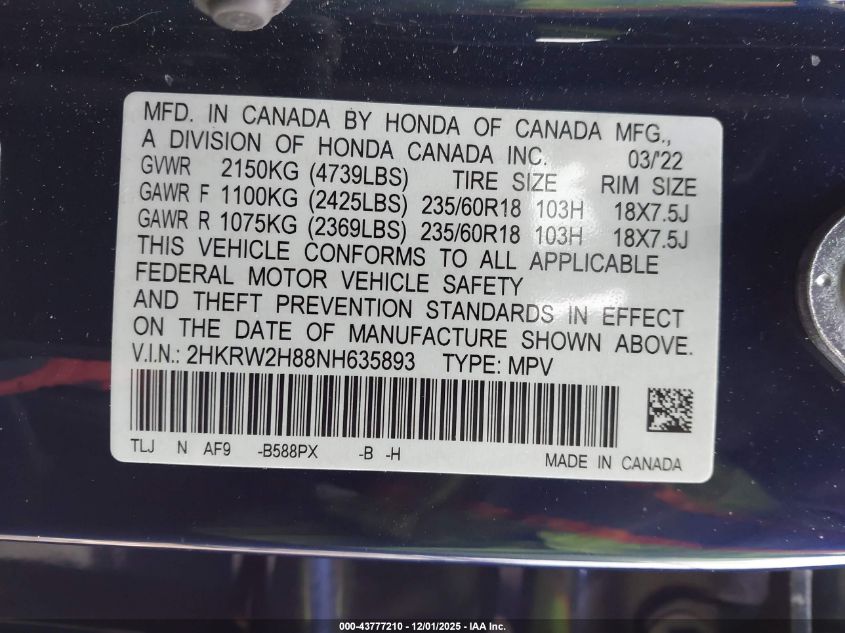 MFD. IN CANADA BY HONDA OF CANADA MFG.,
A DIVISION OF HONDA CANADA INC. 03/'22
GVWR 2150KG (4739LBS) TIRE SIZE RIM SIZE
GAWR F 1100KG (2425LBS) 235/60R18 103H 18X7.5J
GAWR R 1075KG (2369LBS) 235/60R18 103H 18X7.5J
THIS VEHICLE CONFORMS TO ALL APPLICABLE
FEDERAL MOTOR VEHICLE SAFETY
AND THEFT PREVENTION STANDARDS IN EFFECT
ON THE DATE OF MANUFACTURE SHOWN ABOVE.
V.I.N.: 2HKRW2H88NH635893 TYPE: MPV
TLJ N AF9 -B588PX -B -H
MADE IN CANADA
000-43777210 - 12/01/2025 - IAA Inc.